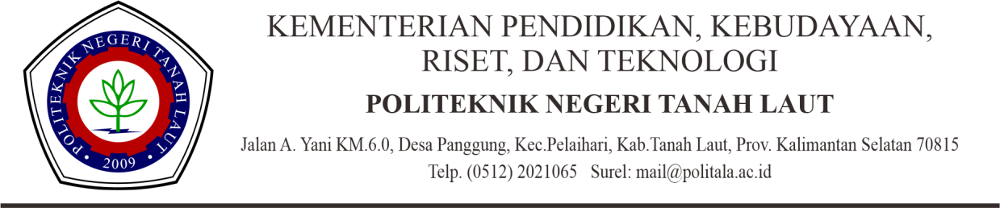 POLITEKNIK NEGERI TANAH LAUT
• 2009 •
KEMENTERIAN PENDIDIKAN, KEBUDAYAAN,
RISET, DAN TEKNOLOGI
POLITEKNIK NEGERI TANAH LAUT
Jalan A. Yani KM.6.0, Desa Panggung, Kec.Pelaihari, Kab.Tanah Laut, Prov. Kalimantan Selatan 70815
Telp. (0512) 2021065 Surel: mail@politala.ac.id